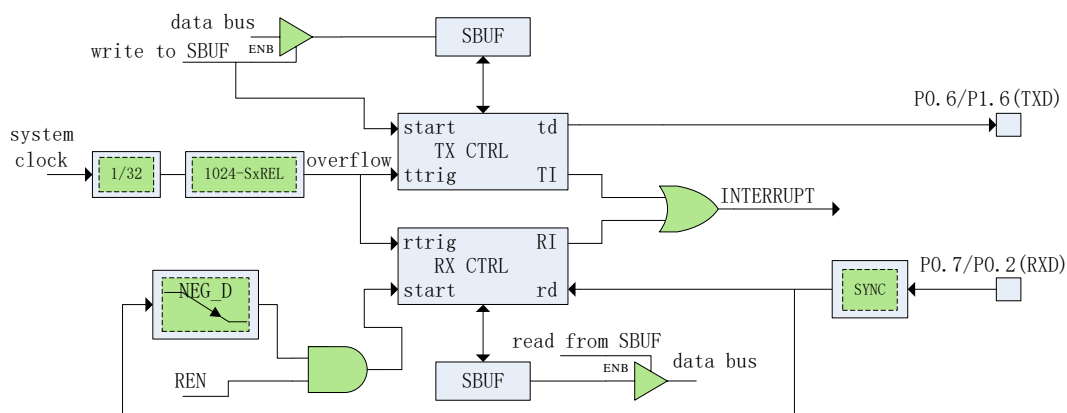 data bus
write to SBUF
ENB
SBUF
P0.6/P1.6(TXD)
start
td
TX CTRL
ttrig
TI
system
clock
1/32
1024-SxREL
overflow
INTERRUPT
rtrig
RI
RX CTRL
start
rd
P0.7/P0.2(RXD)
SYNC
NEG_D
REN
SBUF
read from SBUF
ENB
data bus